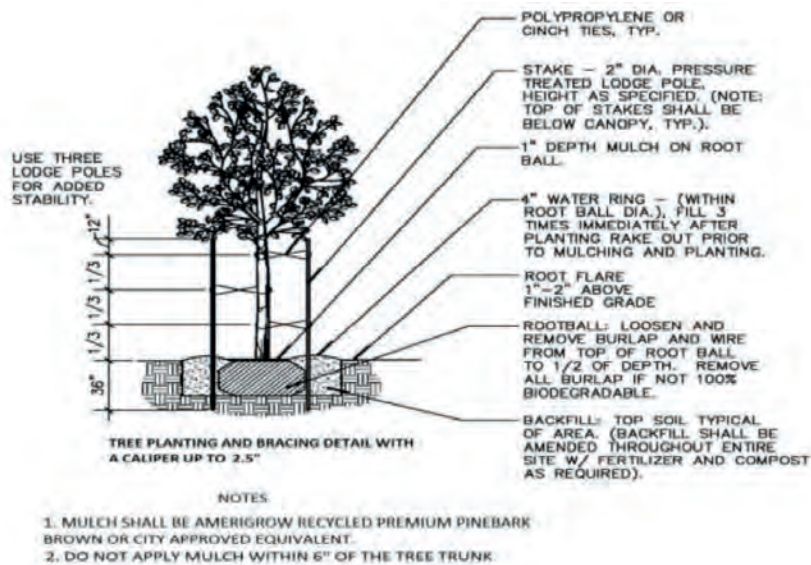 POLYPROPYLENE OR
CINCH TIES, TYP.
STAKE – 2" DIA. PRESSURE
TREATED LODGE POLE,
HEIGHT AS SPECIFIED. (NOTE:
TOP OF STAKES SHALL BE
BELOW CANOPY, TYP.).
1" DEPTH MULCH ON ROOT
BALL.
4" WATER RING – (WITHIN
ROOT BALL DIA.), FILL 3
TIMES IMMEDIATELY AFTER
PLANTING RAKE OUT PRIOR
TO MULCHING AND PLANTING.
ROOT FLARE
1"-2" ABOVE
FINISHED GRADE
ROOTBALL: LOOSEN AND
REMOVE BURLAP AND WIRE
FROM TOP OF ROOT BALL
TO 1/2 OF DEPTH. REMOVE
ALL BURLAP IF NOT 100%
BIODEGRADABLE.
BACKFILL: TOP SOIL TYPICAL
OF AREA. (BACKFILL SHALL BE
AMENDED THROUGHOUT ENTIRE
SITE W/ FERTILIZER AND COMPOST
AS REQUIRED).
USE THREE
LODGE POLES
FOR ADDED
STABILITY.
12"
1/3
1/3
1/3
36"
TREE PLANTING AND BRACING DETAIL WITH
A CALIPER UP TO 2.5"
NOTES
1. MULCH SHALL BE AMERIGROW RECYCLED PREMIUM PINEBARK
BROWN OR CITY APPROVED EQUIVALENT.
2. DO NOT APPLY MULCH WITHIN 6" OF THE TREE TRUNK